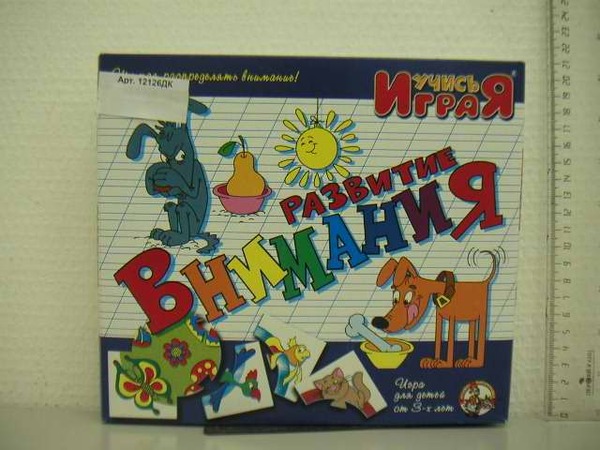 распределять внимание!
Арт. 12126ДК
УЧИСЬ
ИГРАЯ
РАЗВИТИЕ
ВНИМАНИЯ
Игра
для детей
от 3-х лет